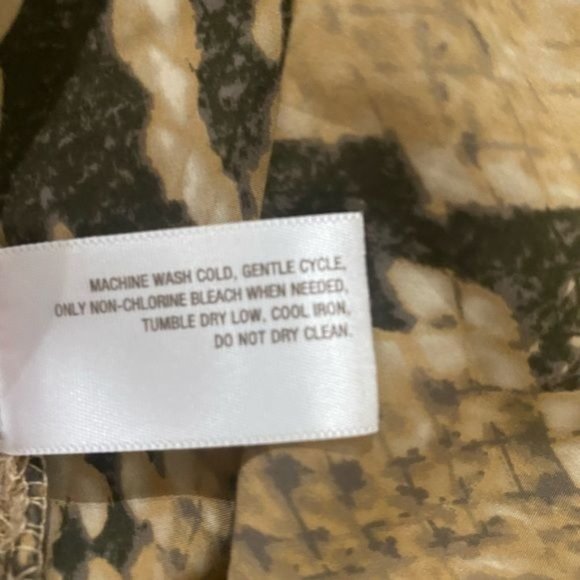 MACHINE WASH COLD, GENTLE CYCLE,
ONLY NON-CHLORINE BLEACH WHEN NEEDED,
TUMBLE DRY LOW, COOL IRON,
DO NOT DRY CLEAN.